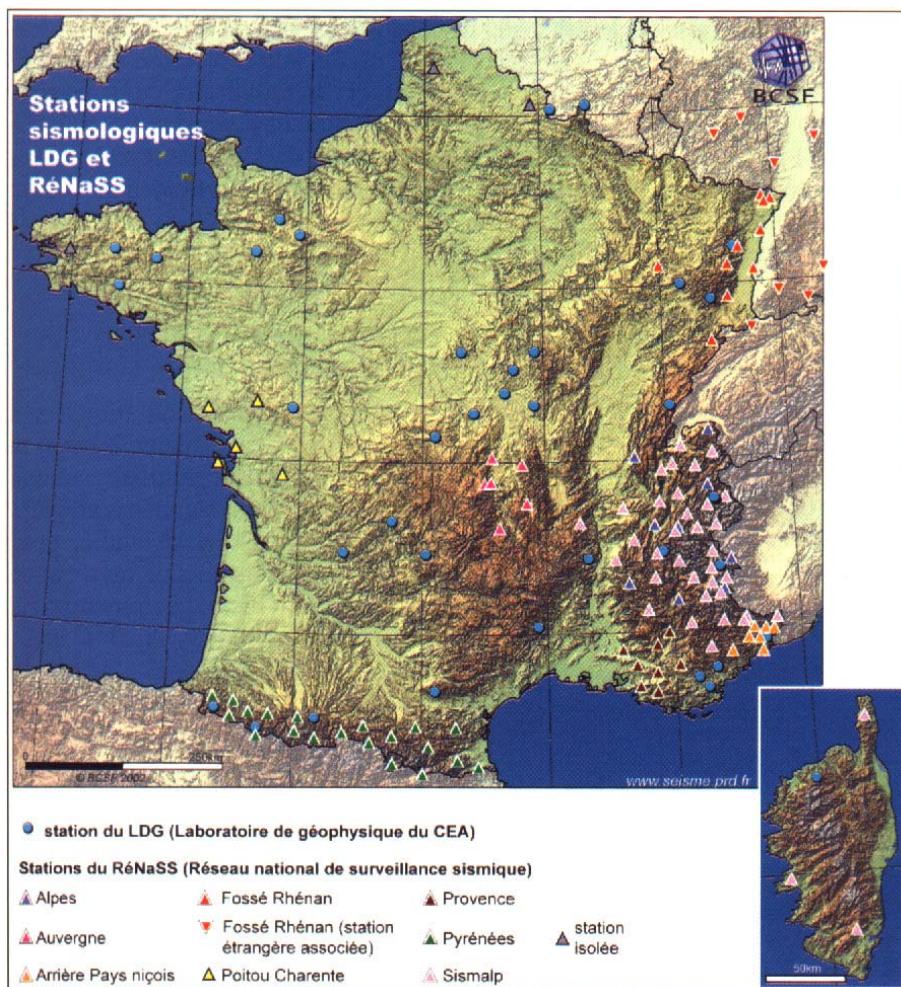 Stations
sismologiques
LDG et
RéNaSS
BCSF
0 250km
© BCSF 2002
www.seisme.prd.fr
station du LDG (Laboratoire de géophysique du CEA)
Stations du RéNaSS (Réseau national de surveillance sismique)
Alpes
Fossé Rhénan
Provence
Auvergne
Fossé Rhénan (station
étrangère associée)
Pyrénées
station
isolée
Arrière Pays niçois
Poitou Charente
Sismalp
50km